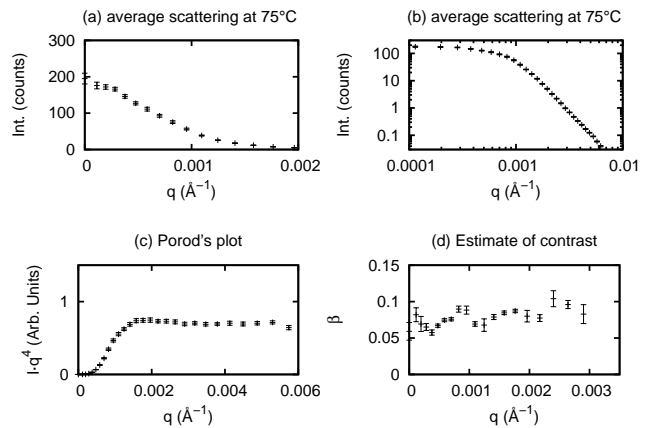 (a) average scattering at 75°C
300
200
100
0
Int. (counts)
0
0.001
0.002
q (Å⁻¹)
(b) average scattering at 75°C
100
10
1
0.1
Int. (counts)
0.0001
0.001
0.01
q (Å⁻¹)
(c) Porod's plot
1
0
I·q⁴ (Arb. Units)
0
0.002
0.004
0.006
q (Å⁻¹)
(d) Estimate of contrast
0.15
0.1
0.05
0
β
0
0.001
0.002
0.003
q (Å⁻¹)